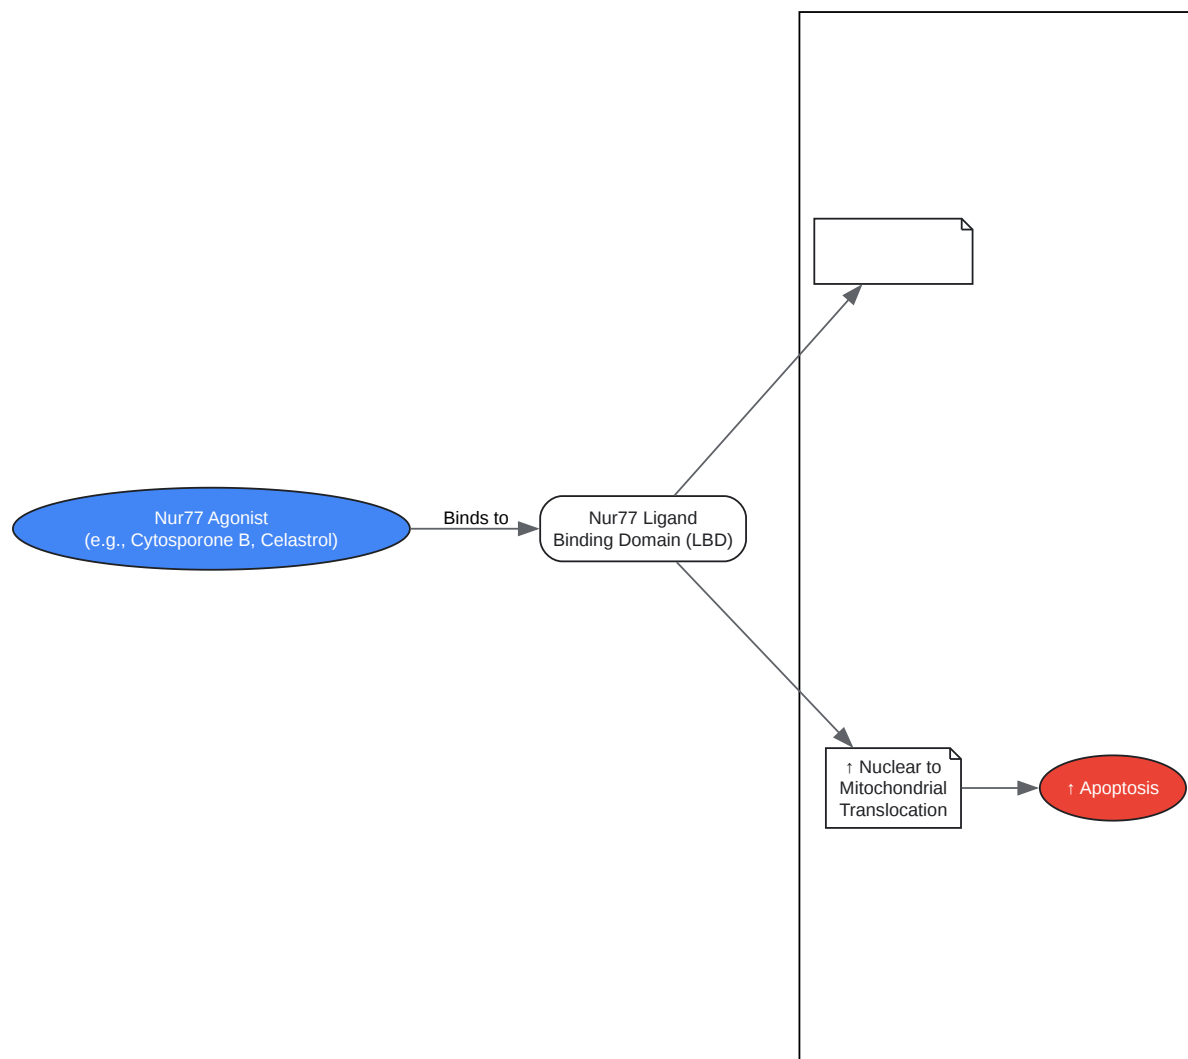 Nur77 Agonist
(e.g., Cytosporone B, Celastrol)
Binds to
Nur77 Ligand
Binding Domain (LBD)
↑ Nuclear to
Mitochondrial
Translocation
↑ Apoptosis